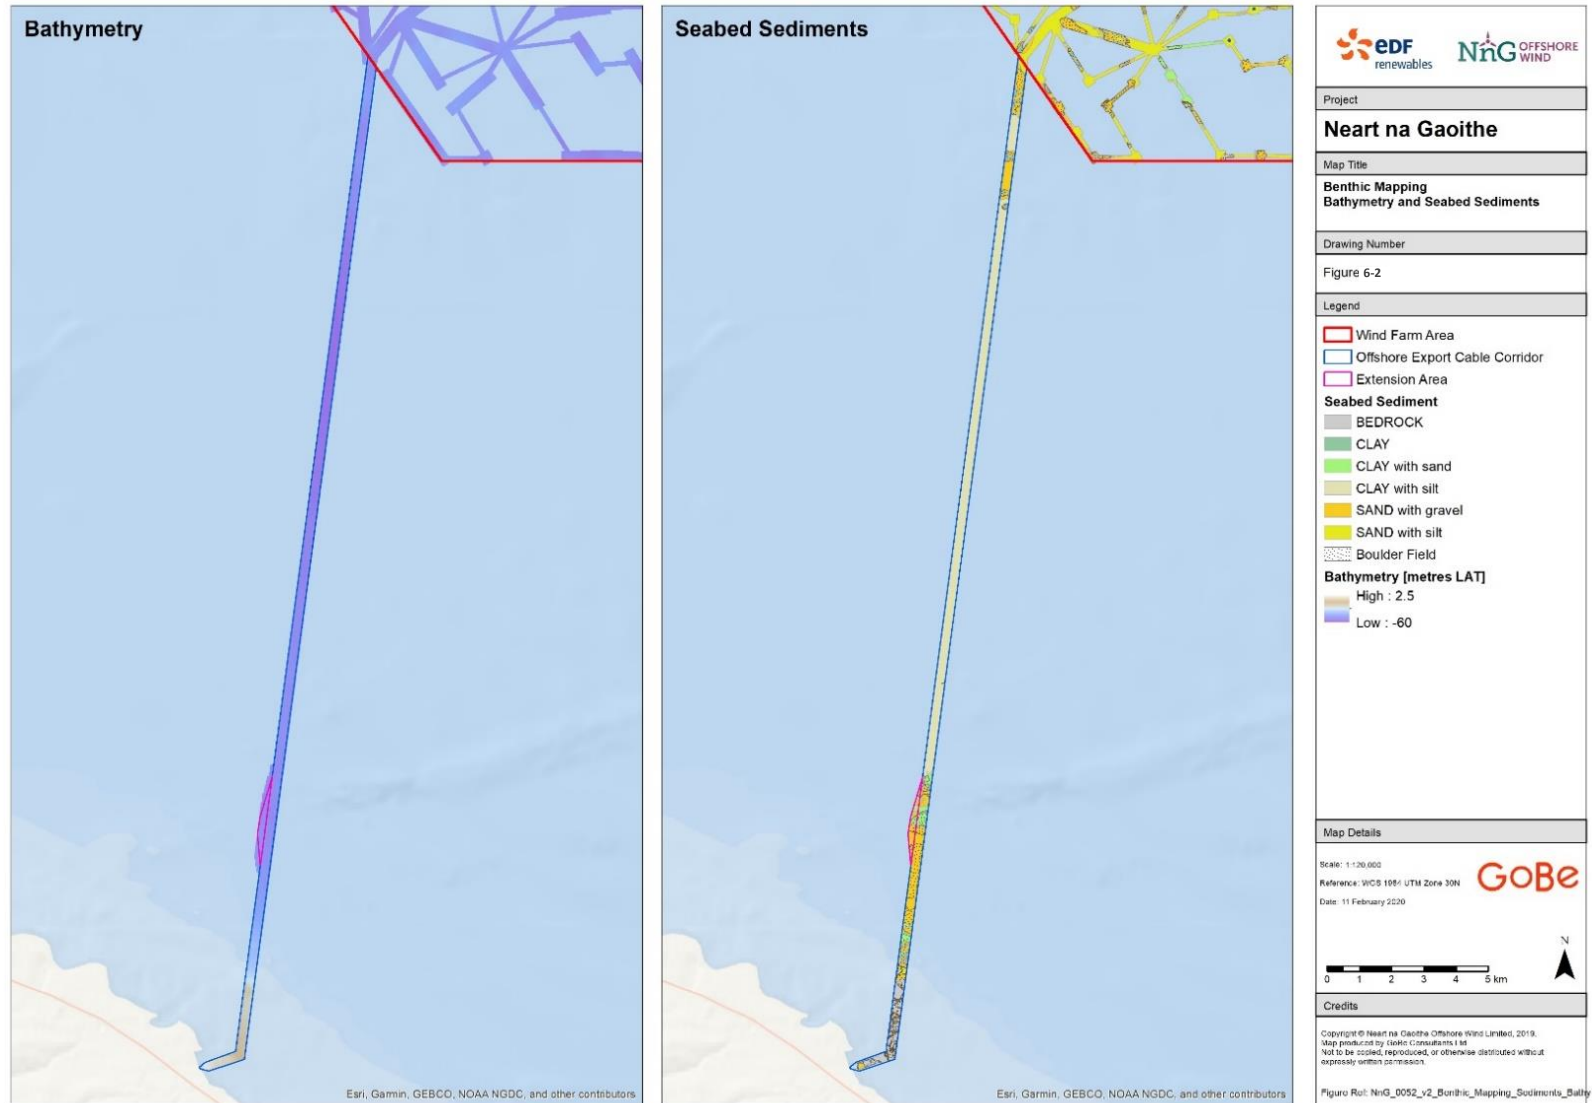 Bathymetry
Esri, Garmin, GEBCO, NOAA NGDC, and other contributors
Seabed Sediments
Esri, Garmin, GEBCO, NOAA NGDC, and other contributors
edf
renewables
NnG OFFSHORE
WIND
Project
Neart na Gaoithe
Map Title
Benthic Mapping
Bathymetry and Seabed Sediments
Drawing Number
Figure 6-2
Legend
Wind Farm Area
Offshore Export Cable Corridor
Extension Area
Seabed Sediment
BEDROCK
CLAY
CLAY with sand
CLAY with silt
SAND with gravel
SAND with silt
Boulder Field
Bathymetry [metres LAT]
High : 2.5
Low : -60
Map Details
Scale: 1:120,000
Reference: WGS 1984 UTM Zone 30N
Date: 11 February 2020
GoBe
N
0 1 2 3 4 5 km
Credits
Copyright © Neart na Gaoithe Offshore Wind Limited, 2019.
Map produced by GoBe Consultants Ltd
Not to be copied, reproduced, or otherwise distributed without
expressly written permission.
Figure Ref: NnG_0052_v2_Benthic_Mapping_Sediments_Bathy